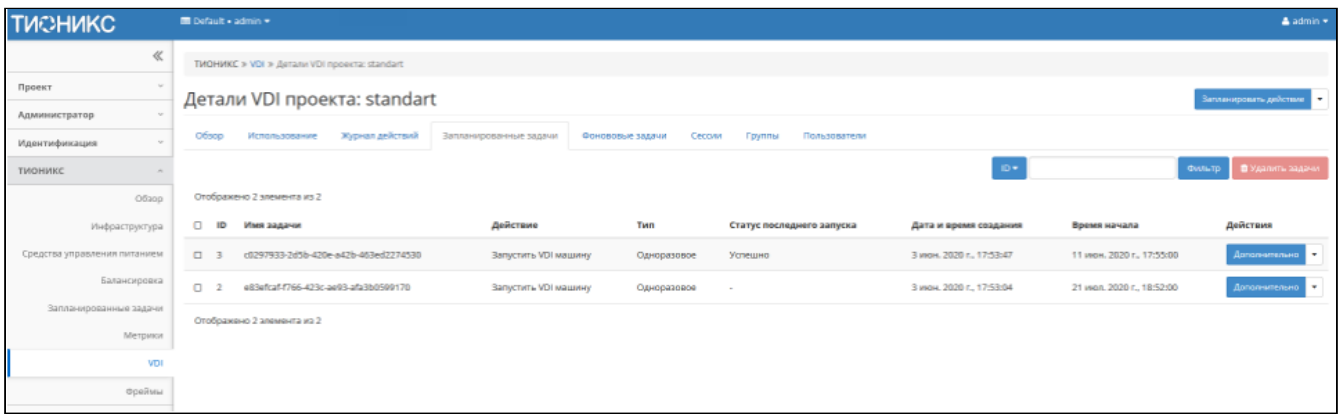 ТИОНИКС
Default • admin
admin
ТИОНИКС » VDI » Детали VDI проекта: standart
Проект
Администратор
Идентификация
ТИОНИКС
Обзор
Инфраструктура
Средства управления питанием
Балансировка
Запланированные задачи
Метрики
VDI
Фреймы
Детали VDI проекта: standart
Запланировать действие
Обзор Использование Журнал действий Запланированные задачи Фонововые задачи Сессии Группы Пользователи
ID Фильтр Удалить задачи
Отображено 2 элемента из 2
ID Имя задачи Действие Тип Статус последнего запуска Дата и время создания Время начала Действия
3 c0297933-2d5b-420e-a42b-463ed2274530 Запустить VDI машину Одноразовое Успешно 3 июн. 2020 г., 17:53:47 11 июн. 2020 г., 17:55:00 Дополнительно
2 e83efcaf-f766-423c-ae93-afa3b0599170 Запустить VDI машину Одноразовое - 3 июн. 2020 г., 17:53:04 21 июл. 2020 г., 18:52:00 Дополнительно
Отображено 2 элемента из 2